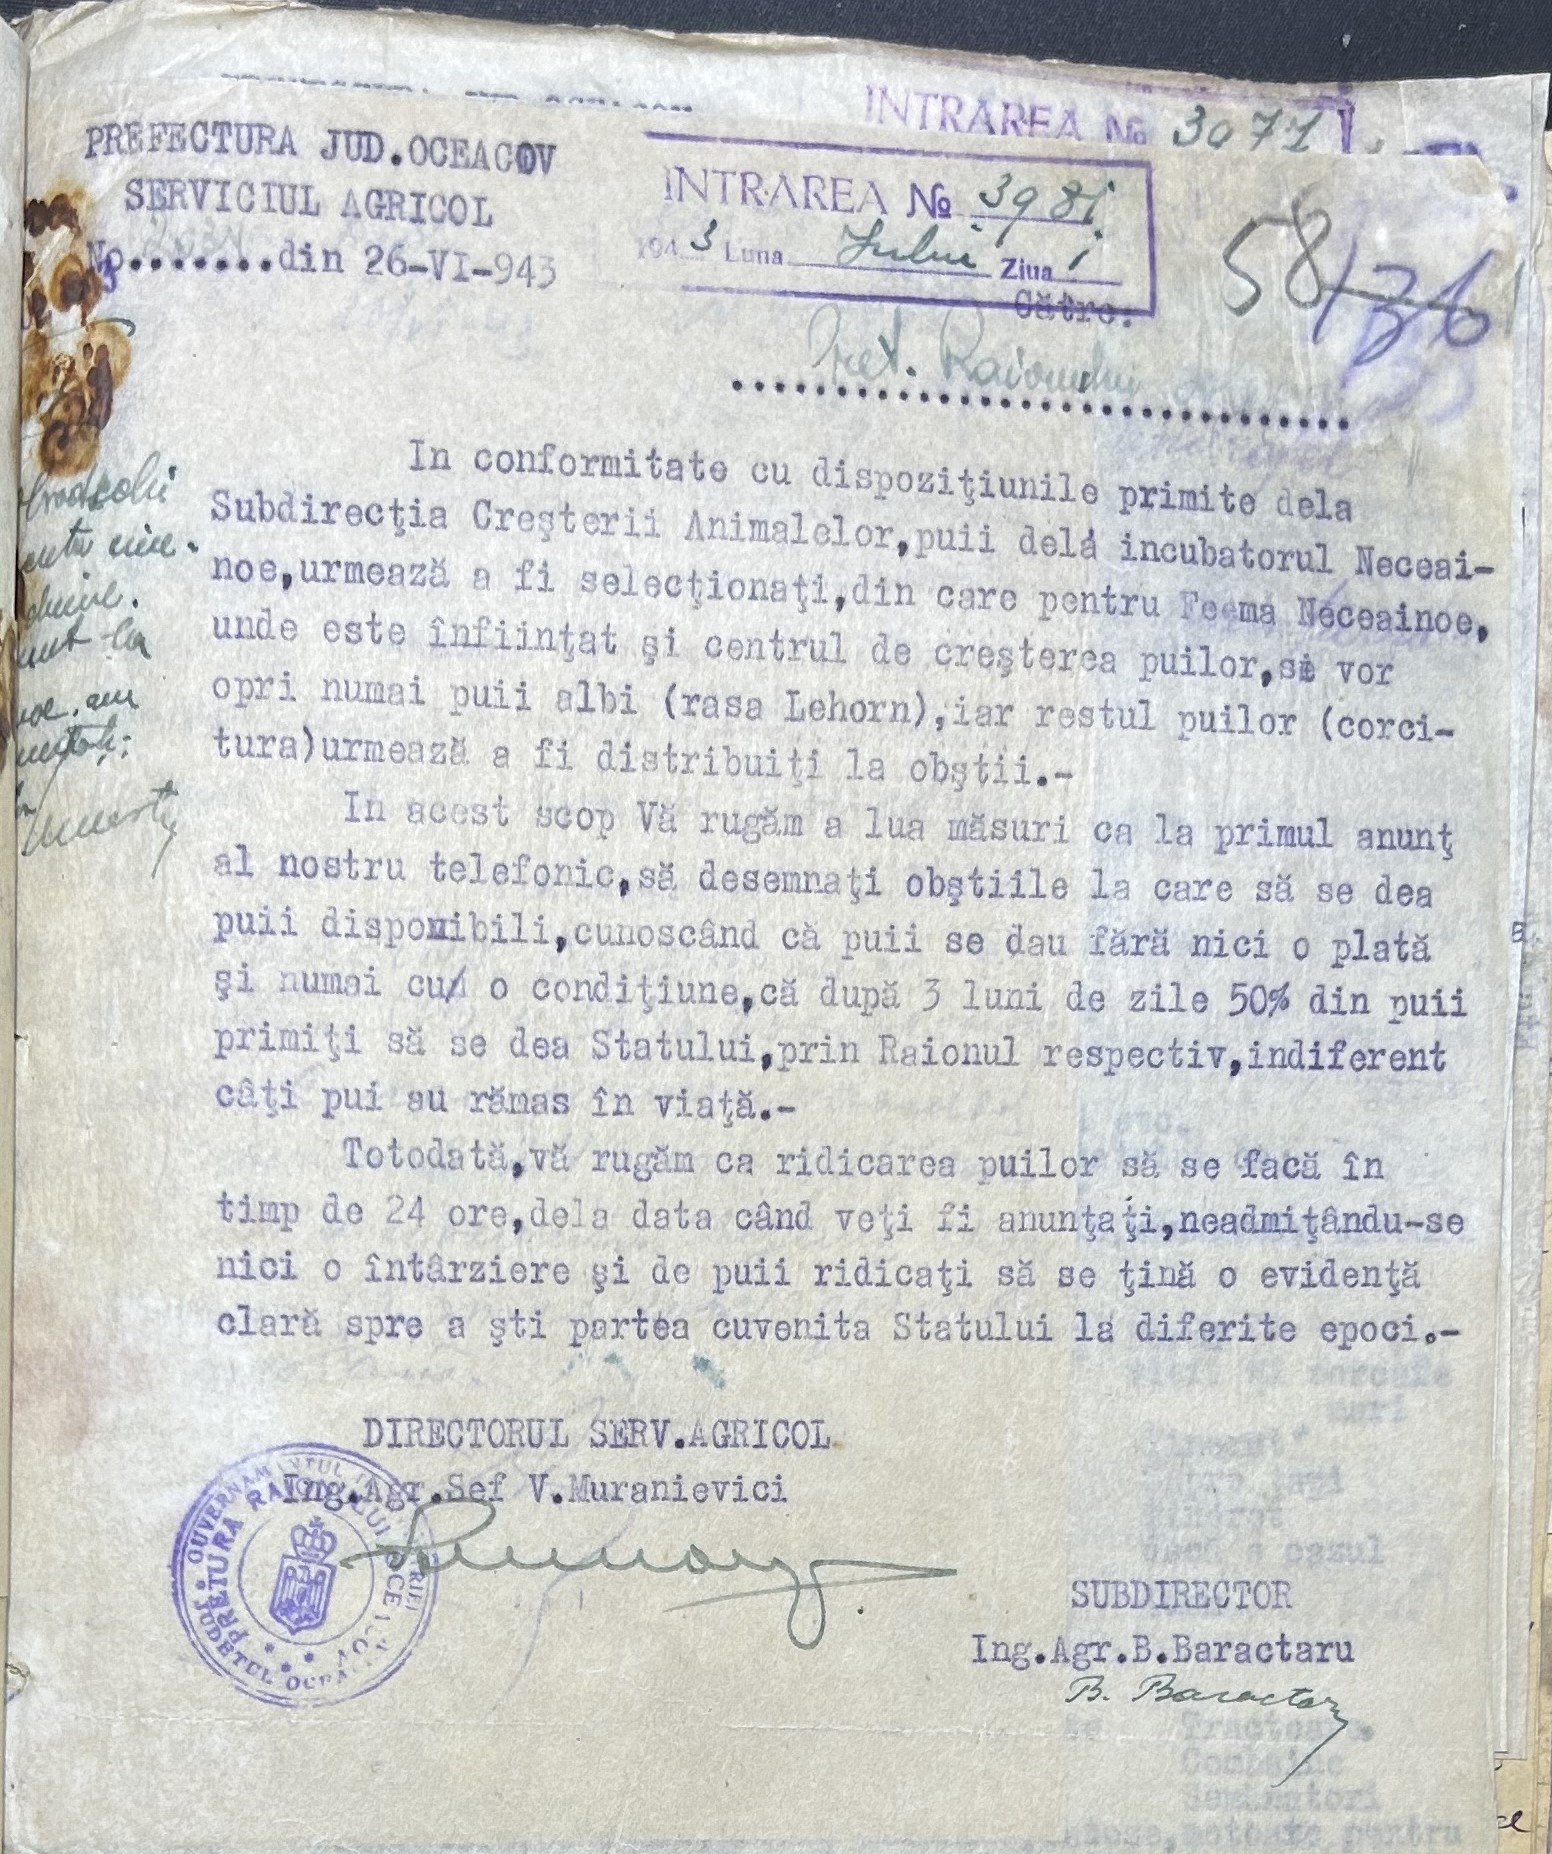 INTRAREA № 3077
PREFECTURA JUD.OCEACOV
SERVICIUL AGRICOL
No.......din 26-VI-943
INTRAREA № 3981
1943 Luna Iulie Ziua 1
58/36
Către:
Pret. Raionului
In conformitate cu dispoziţiunile primite dela
Subdirecţia Creşterii Animalelor,puii delá incubatorul Neceai-
noe,urmează a fi selecţionaţi,din care pentru Feema Neceainoe,
unde este înfiinţat şi centrul de creşterea puilor,se vor
opri numai puii albi (rasa Lehorn),iar restul puilor (corci-
tura)urmează a fi distribuiţi la obştii.-
In acest scop Vă rugăm a lua măsuri ca la primul anunţ
al nostru telefonic,să desemnaţi obştiile la care să se dea
puii disponibili,cunoscând că puii se dau fără nici o plată
şi numai cu o condiţiune,că după 3 luni de zile 50% din puii
primiţi să se dea Statului,prin Raionul respectiv,indiferent
câţi pui au rămas în viaţă.-
Totodată,vă rugăm ca ridicarea puilor să se facă în
timp de 24 ore,dela data când veţi fi anunţaţi,neadmiţându-se
nici o întârziere şi de puii ridicaţi să se ţină o evidenţă
clară spre a şti partea cuvenita Statului la diferite epoci.-
DIRECTORUL SERV.AGRICOL
Ing.Agr.Sef V.Muranievici
GUVERNAMANTUL
PRETURA RAIONULUI
JUDETUL
SUBDIRECTOR
Ing.Agr.B.Baractaru
B. Baractaru